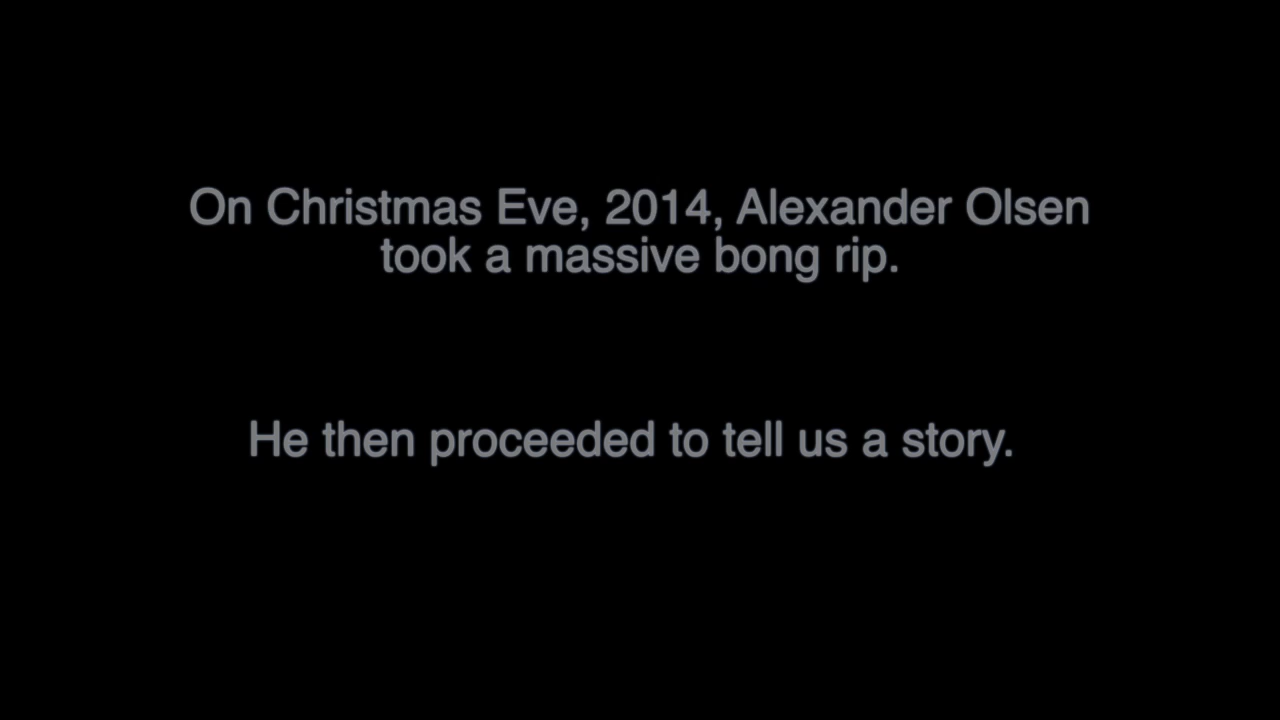 On Christmas Eve, 2014, Alexander Olsen
took a massive bong rip.
He then proceeded to tell us a story.